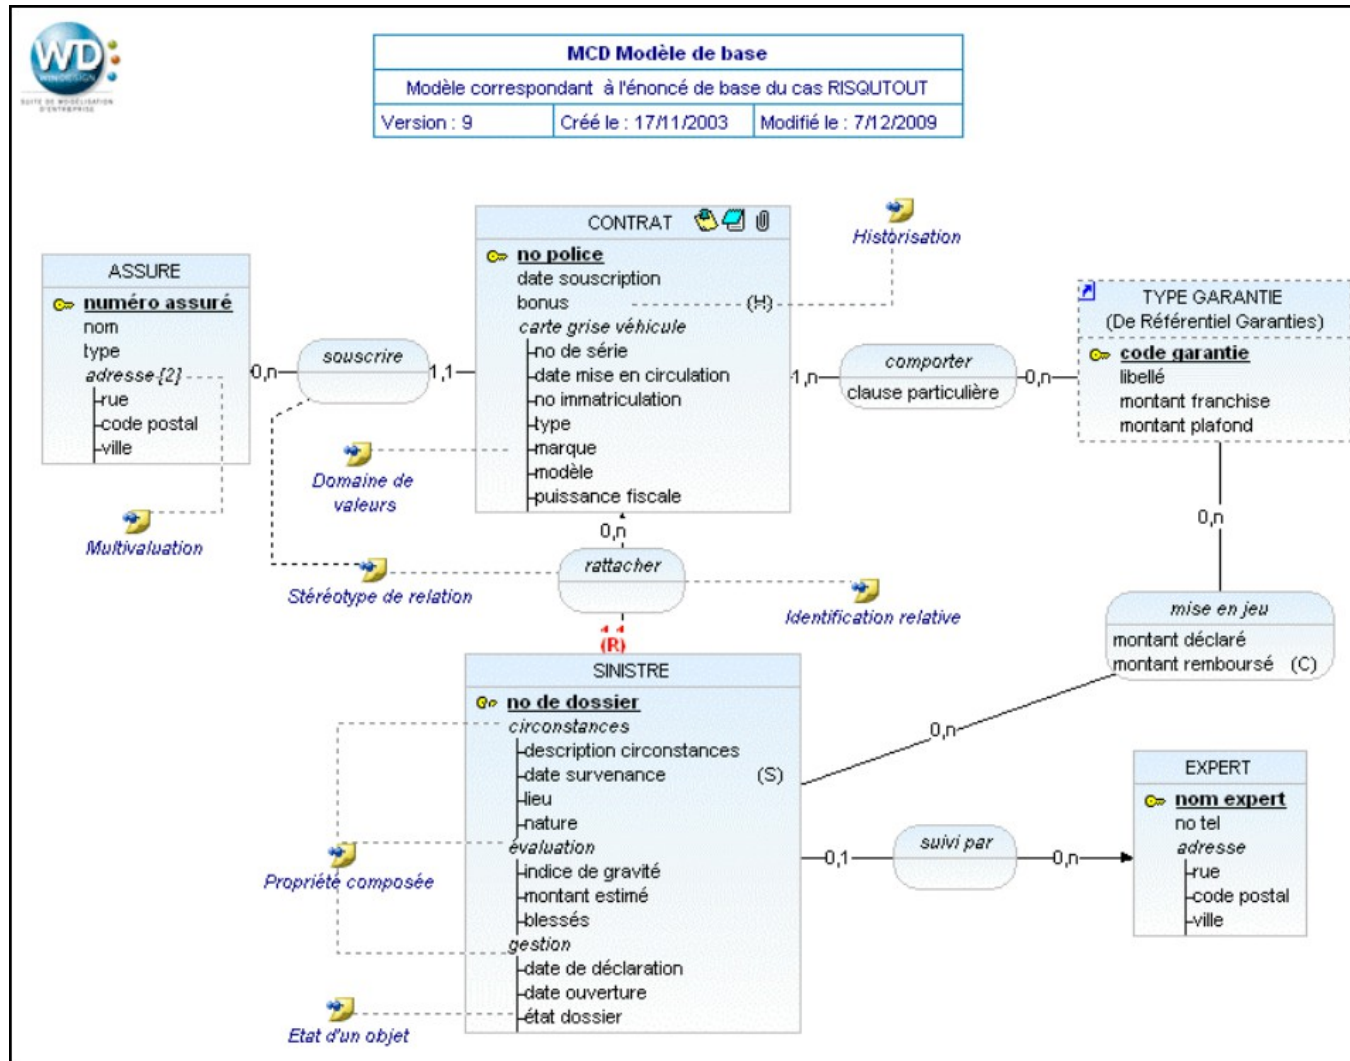 WD
WINDESIGN
SUITE DE MODÉLISATION
D'ENTREPRISE
MCD Modèle de base
Modèle correspondant à l'énoncé de base du cas RISQUTOUT
Version : 9
Créé le : 17/11/2003
Modifié le : 7/12/2009
ASSURE
numéro assuré
nom
type
adresse {2}
rue
code postal
ville
Multivaluation
0,n
souscrire
1,1
CONTRAT
no police
date souscription
bonus (H)
carte grise véhicule
no de série
date mise en circulation
no immatriculation
type
marque
modèle
puissance fiscale
Historisation
Domaine de
valeurs
1,n
comporter
clause particulière
0,n
TYPE GARANTIE
(De Référentiel Garanties)
code garantie
libellé
montant franchise
montant plafond
0,n
rattacher
Stéréotype de relation
Identification relative
(R)
0,n
mise en jeu
montant déclaré
montant remboursé (C)
0,n
SINISTRE
no de dossier
circonstances
description circonstances
date survenance (S)
lieu
nature
évaluation
indice de gravité
montant estimé
blessés
gestion
date de déclaration
date ouverture
état dossier
Propriété composée
Etat d'un objet
0,1
suivi par
0,n
EXPERT
nom expert
no tel
adresse
rue
code postal
ville